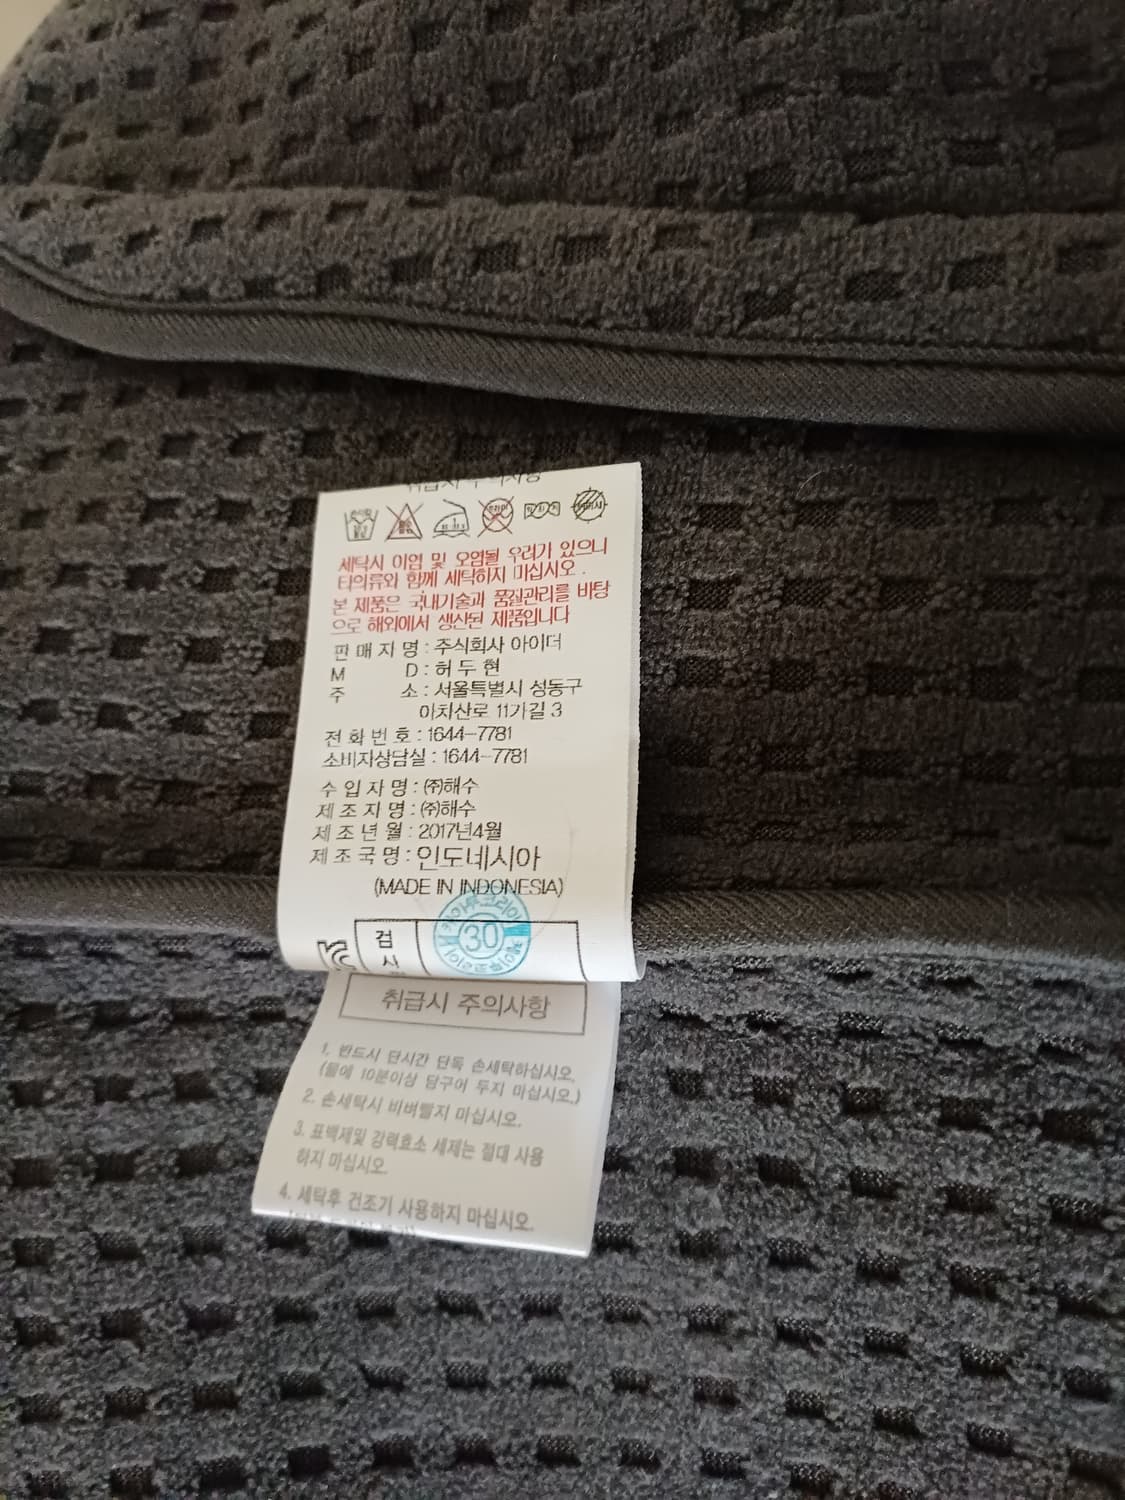 취급시 주의사항
세탁시 이염 및 오염될 우려가 있으니
타의류와 함께 세탁하지 마십시오.
본 제품은 국내기술과 품질관리를 바탕
으로 해외에서 생산된 제품입니다
판 매 자 명 : 주식회사 아이더
M D : 허 두 현
주 소 : 서울특별시 성동구
아차산로 11가길 3
전 화 번 호 : 1644-7781
소비자상담실 : 1644-7781
수 입 자 명 : ㈜해수
제 조 자 명 : ㈜해수
제 조 년 월 : 2017년4월
제 조 국 명 : 인도네시아
(MADE IN INDONESIA)
검
30
취급시 주의사항
1. 반드시 단시간 단독 손세탁하십시오.
(물에 10분이상 담구어 두지 마십시오.)
2. 손세탁시 비벼빨지 마십시오.
3. 표백제및 강력효소 세제는 절대 사용
하지 마십시오.
4. 세탁후 건조기 사용하지 마십시오.